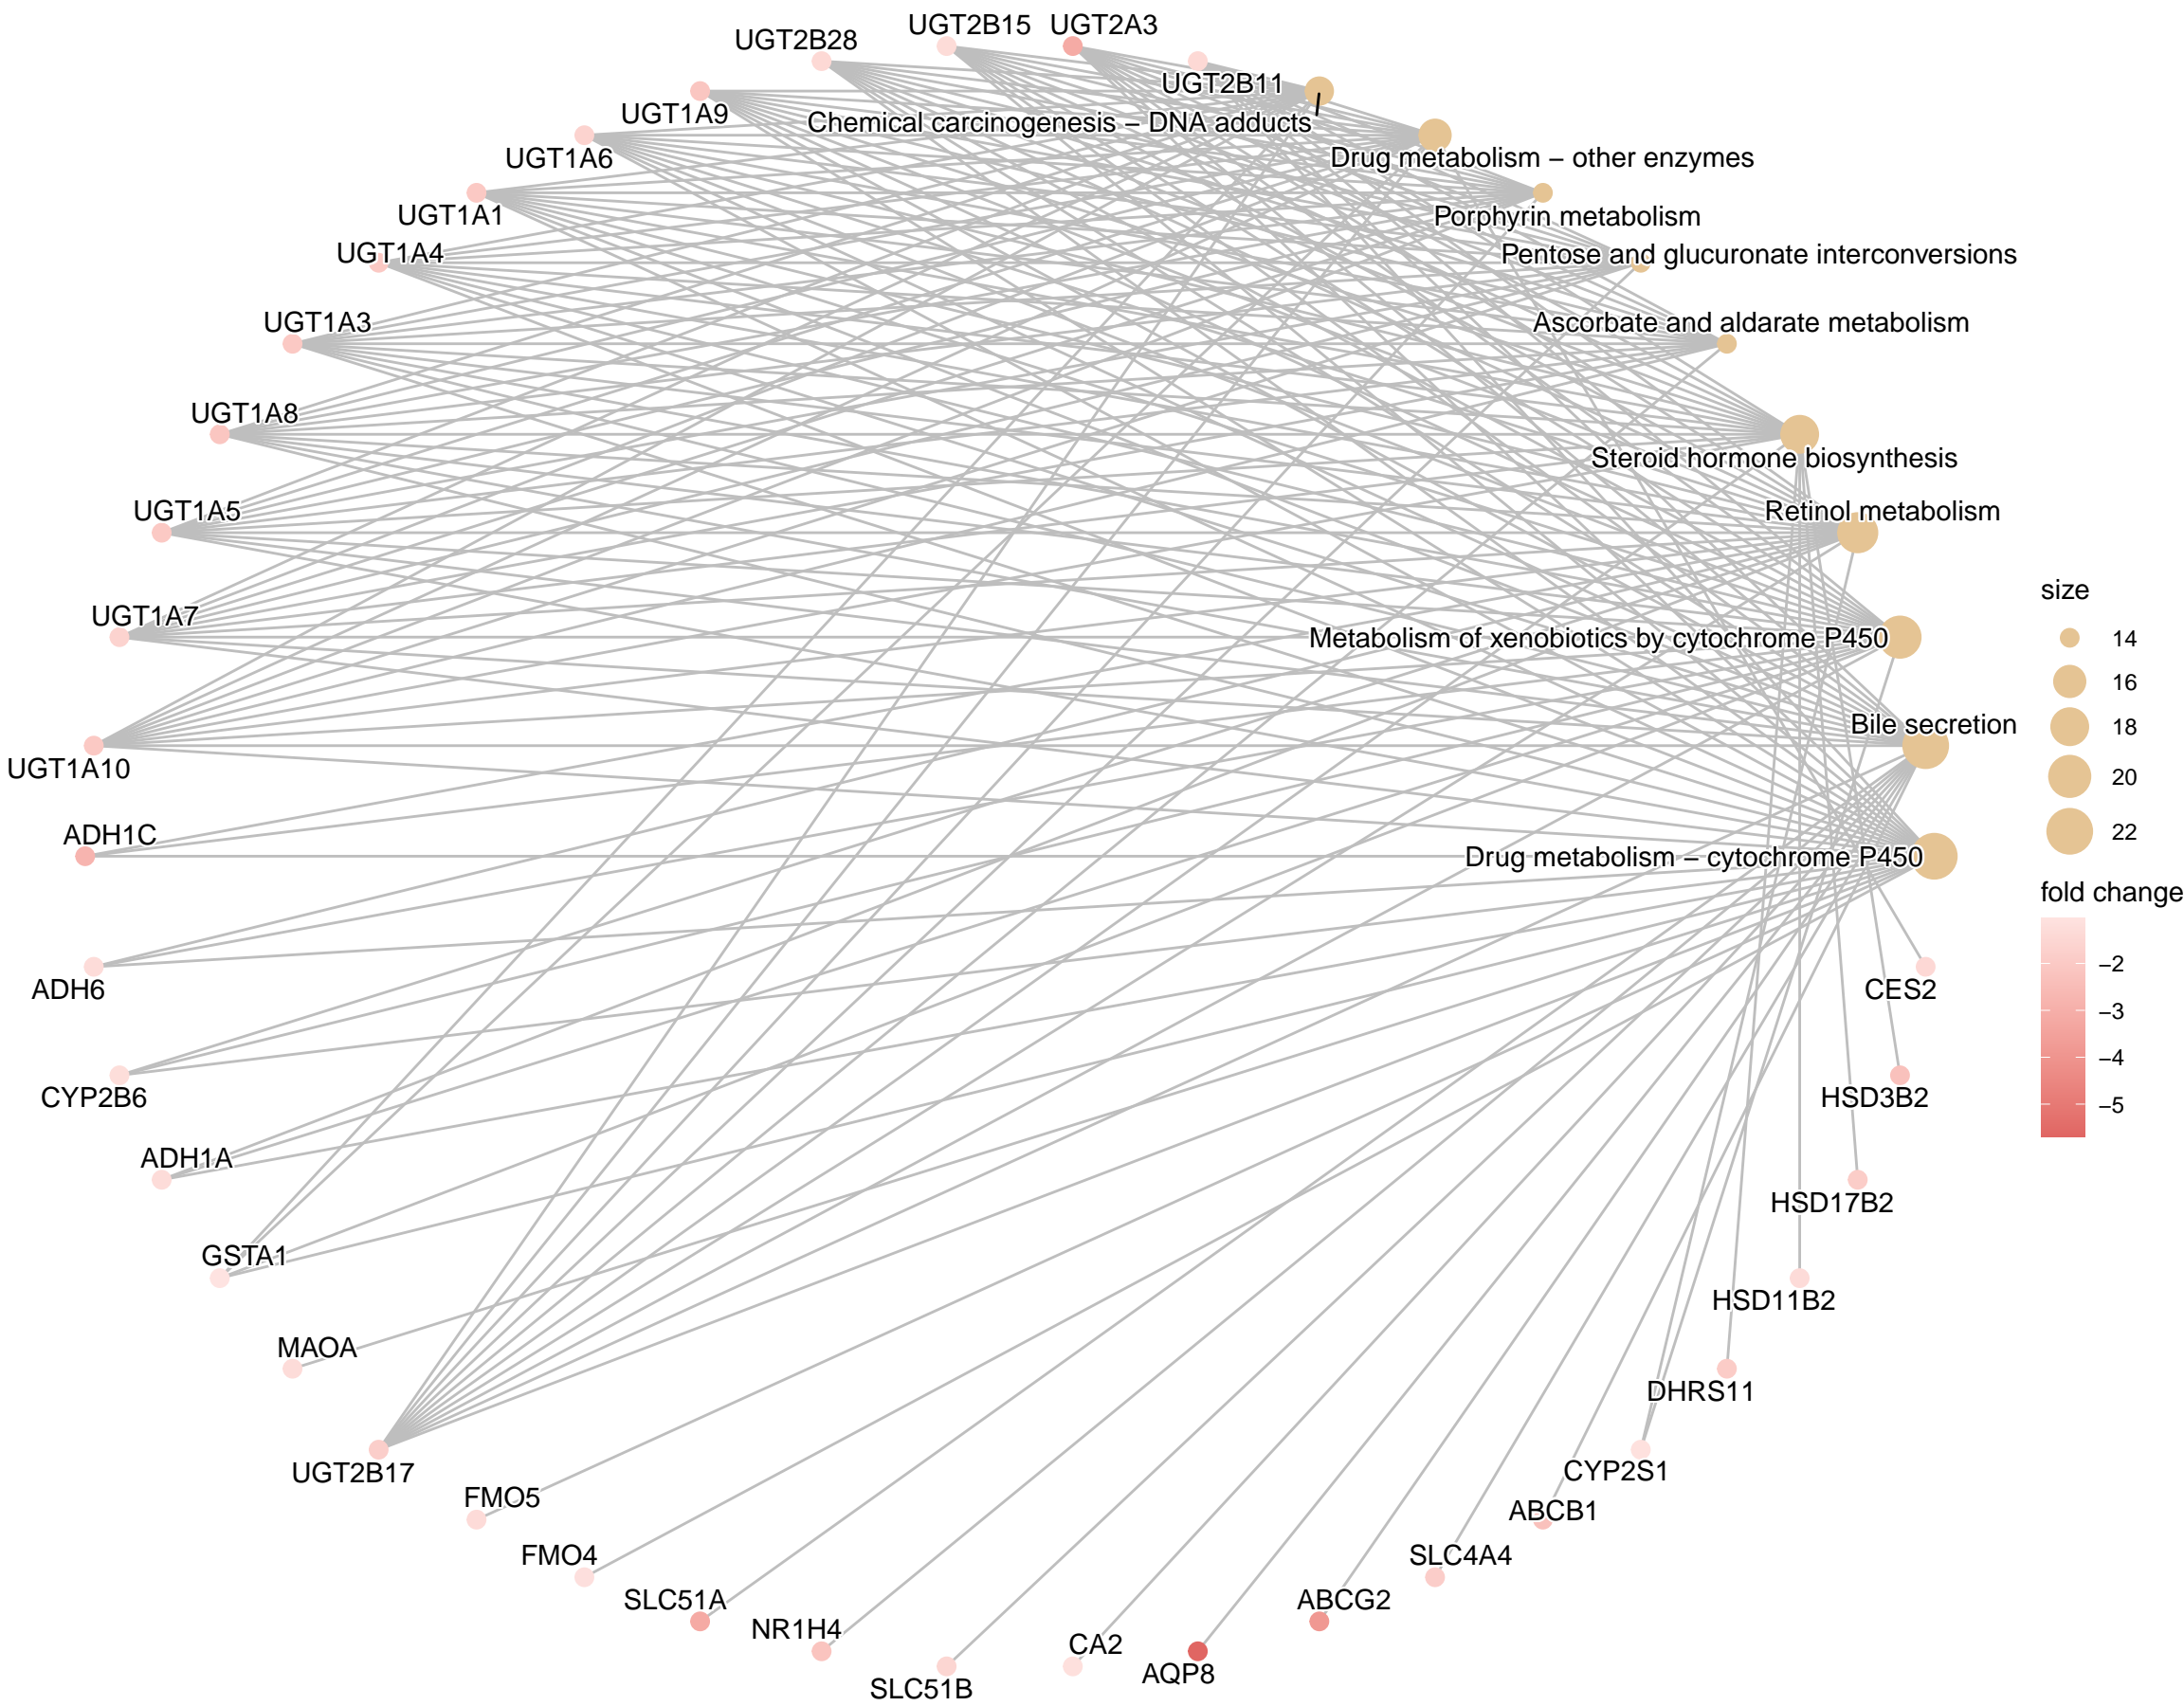 UGT2B15 UGT2A3
UGT2B28
UGT2B11
UGT1A9
Chemical carcinogenesis – DNA adducts
UGT1A6
Drug metabolism – other enzymes
UGT1A1
Porphyrin metabolism
UGT1A4
Pentose and glucuronate interconversions
UGT1A3
Ascorbate and aldarate metabolism
UGT1A8
Steroid hormone biosynthesis
UGT1A5
Retinol metabolism
UGT1A7
Metabolism of xenobiotics by cytochrome P450
Bile secretion
UGT1A10
ADH1C
Drug metabolism – cytochrome P450
ADH6
CES2
CYP2B6
HSD3B2
ADH1A
HSD17B2
GSTA1
HSD11B2
MAOA
DHRS11
UGT2B17
CYP2S1
FMO5
ABCB1
FMO4
SLC4A4
SLC51A
ABCG2
NR1H4
CA2
AQP8
SLC51B
size
14
16
18
20
22
fold change
−2
−3
−4
−5